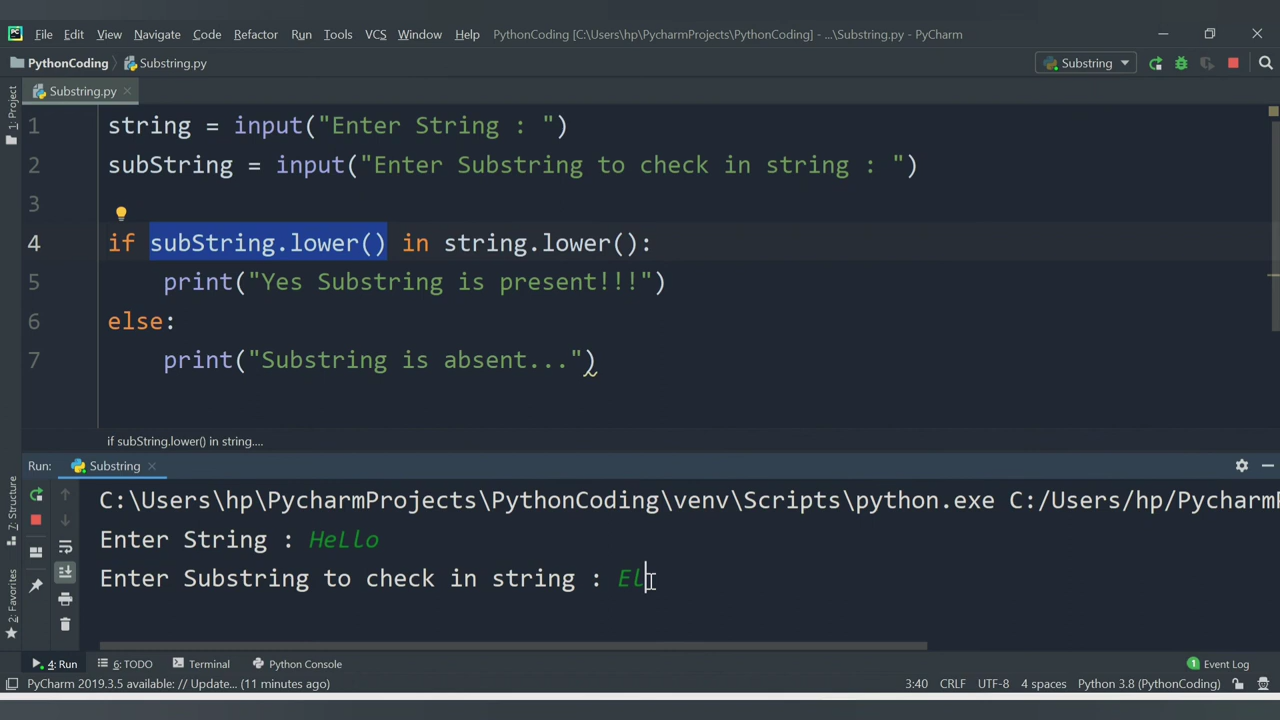 File Edit View Navigate Code Refactor Run Tools VCS Window Help PythonCoding [C:\Users\hp\PycharmProjects\PythonCoding] - ...\Substring.py - PyCharm
PythonCoding Substring.py Substring
1: Project
Substring.py
1 string = input("Enter String : ")
2 subString = input("Enter Substring to check in string : ")
3
4 if subString.lower() in string.lower():
5 print("Yes Substring is present!!!")
6 else:
7 print("Substring is absent...")
if subString.lower() in string....
Run: Substring
7: Structure
2: Favorites
C:\Users\hp\PycharmProjects\PythonCoding\venv\Scripts\python.exe C:/Users/hp/PycharmP
Enter String : HeLlo
Enter Substring to check in string : El
4: Run 6: TODO Terminal Python Console 1 Event Log
PyCharm 2019.3.5 available: // Update... (11 minutes ago) 3:40 CRLF UTF-8 4 spaces Python 3.8 (PythonCoding)